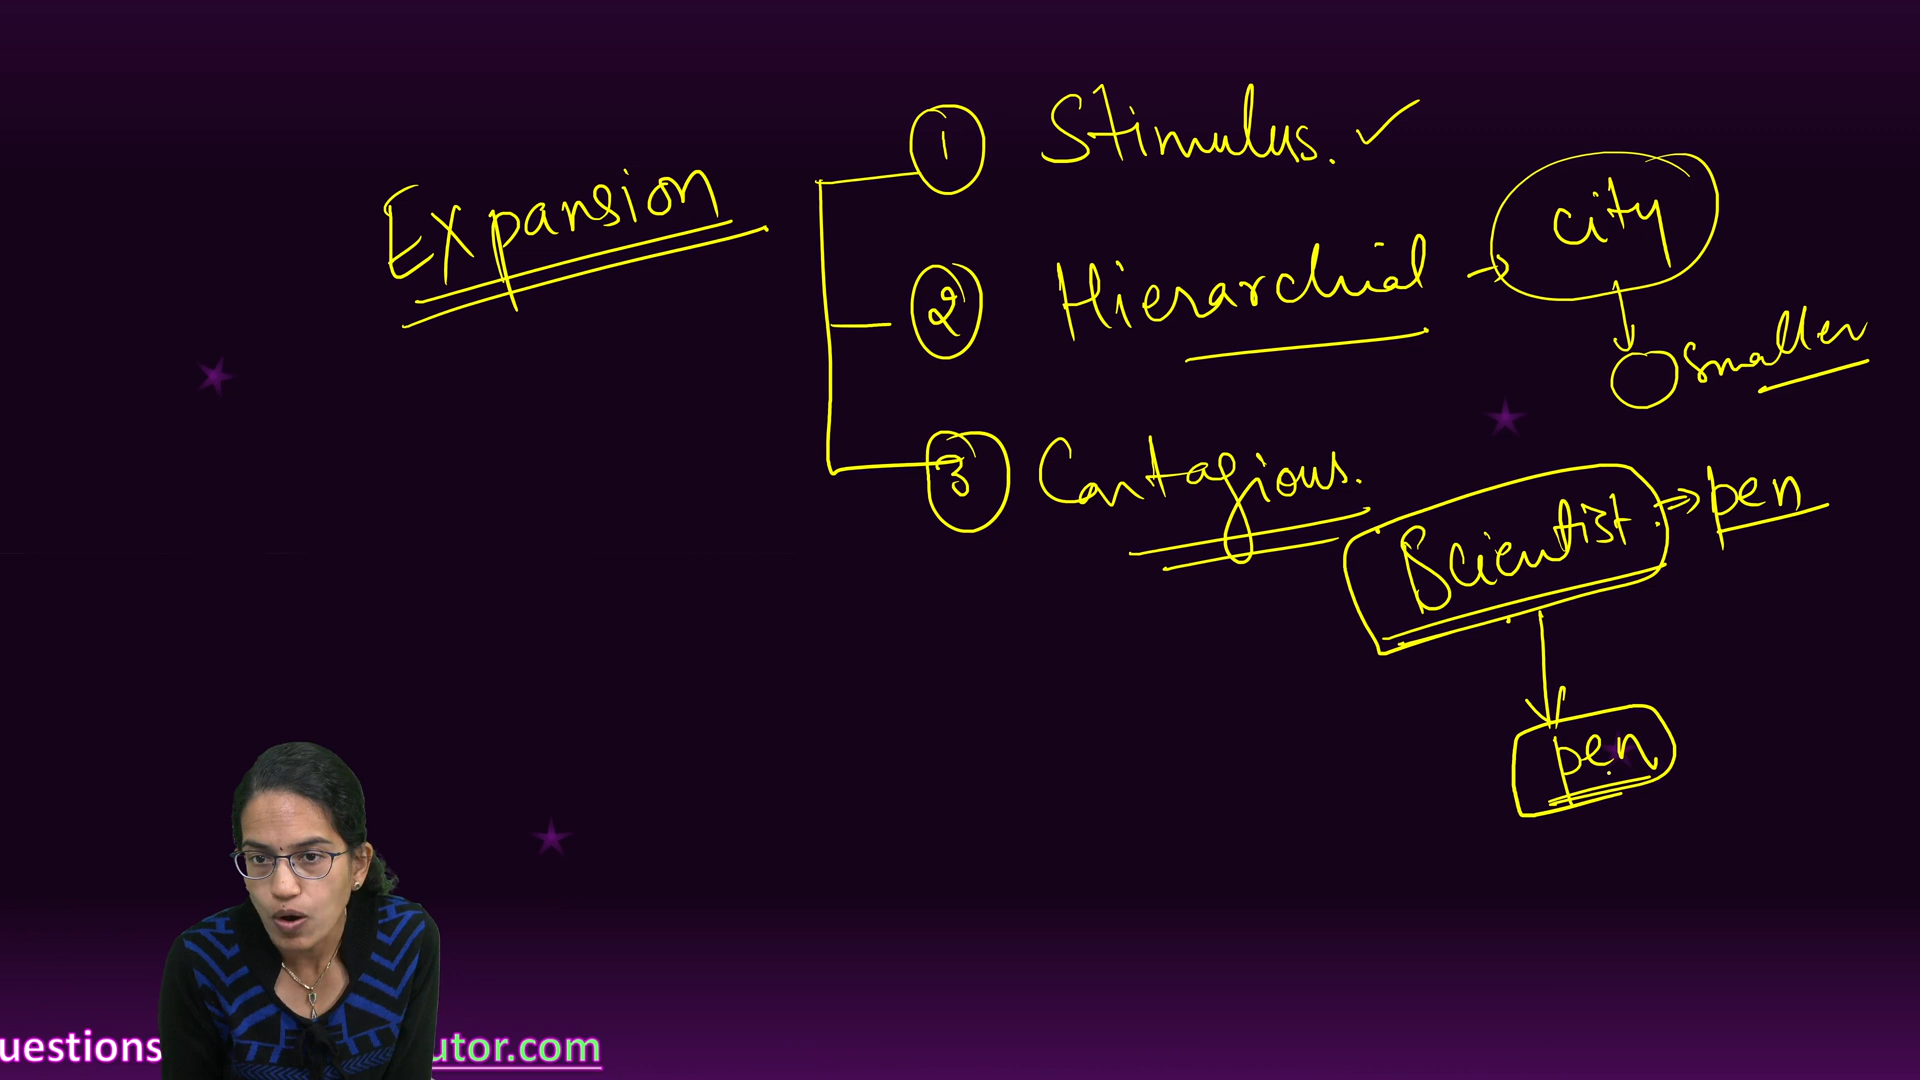 Expansion
1 Stimulus. ✓
2 Hierarchial → city
smaller
3 Contagious.
Scientist → pen
pen
uestions
utor.com